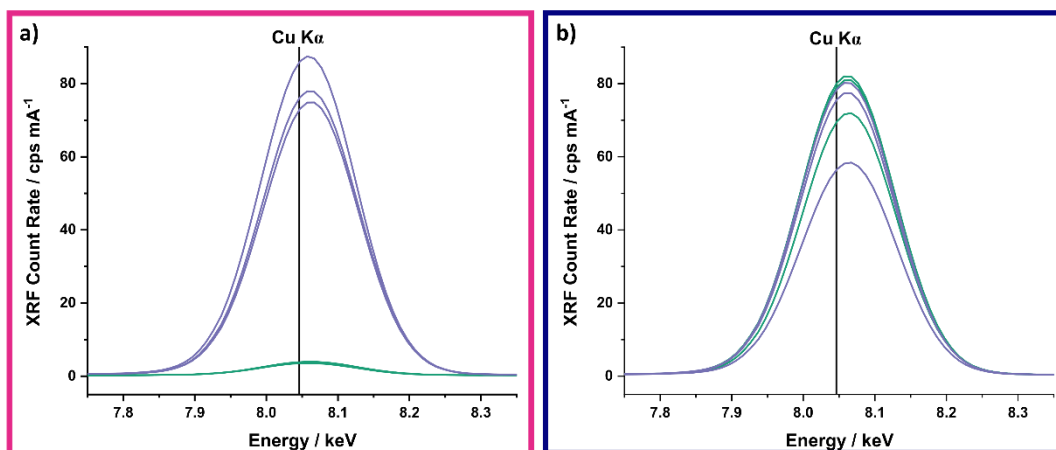 a)
Cu Kα
XRF Count Rate / cps mA⁻¹
80
60
40
20
0
7.8 7.9 8.0 8.1 8.2 8.3
Energy / keV
b)
Cu Kα
XRF Count Rate / cps mA⁻¹
80
60
40
20
0
7.8 7.9 8.0 8.1 8.2 8.3
Energy / keV